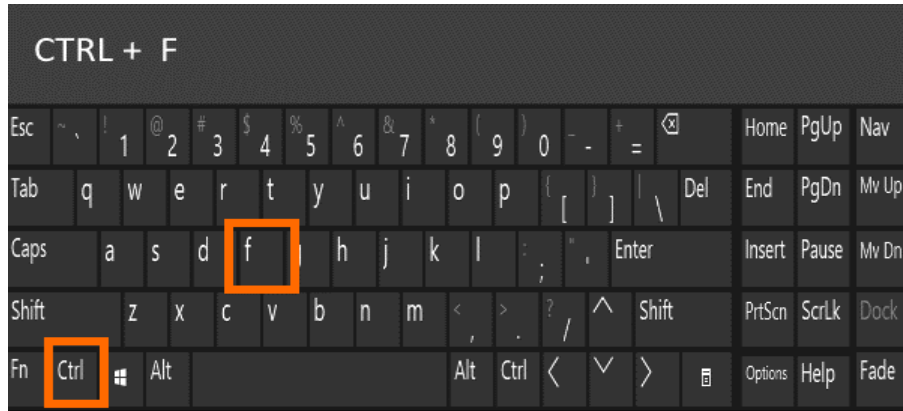 CTRL + F
Esc ~ ` ! 1 @ 2 # 3 $ 4 % 5 ^ 6 & 7 * 8 ( 9 ) 0 _ - + = Home PgUp Nav
Tab q w e r t y u i o p { [ } ] | \ Del End PgDn Mv Up
Caps a s d f h j k l : ; " ' Enter Insert Pause Mv Dn
Shift z x c v b n m < , > . ? / Shift PrtScn ScrLk Dock
Fn Ctrl Alt Alt Ctrl Options Help Fade